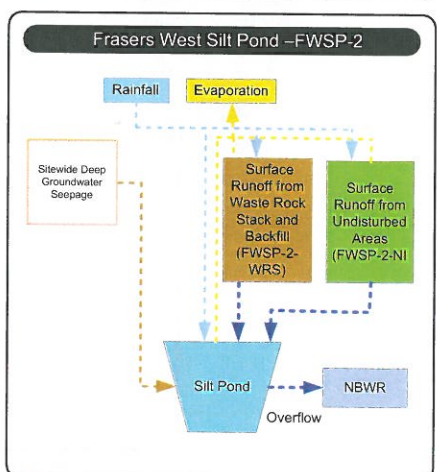 Frasers West Silt Pond –FWSP-2
Rainfall
Evaporation
Sitewide Deep
Groundwater
Seepage
Surface
Runoff from
Waste Rock
Stack and
Backfill
(FWSP-2-
WRS)
Surface
Runoff from
Undisturbed
Areas
(FWSP-2-NI
Silt Pond
NBWR
Overflow